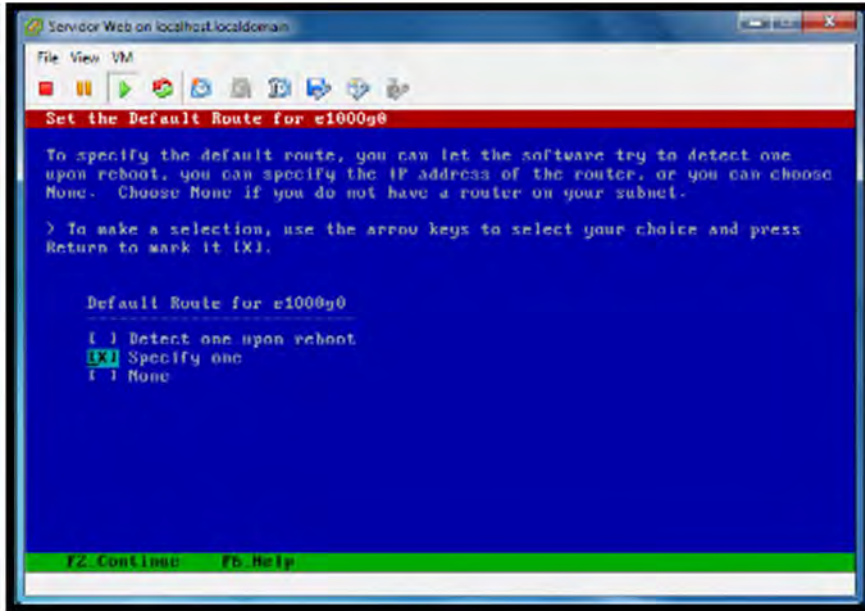 Servidor Web on localhost.localdomain
File View VM
Set the Default Route for e1000g0
To specify the default route, you can let the software try to detect one
upon reboot, you can specify the IP address of the router, or you can choose
None. Choose None if you do not have a router on your subnet.
> To make a selection, use the arrow keys to select your choice and press
Return to mark it [X].
Default Route for e1000g0
[ ] Detect one upon reboot
[X] Specify one
[ ] None
F2_Continue F6_Help